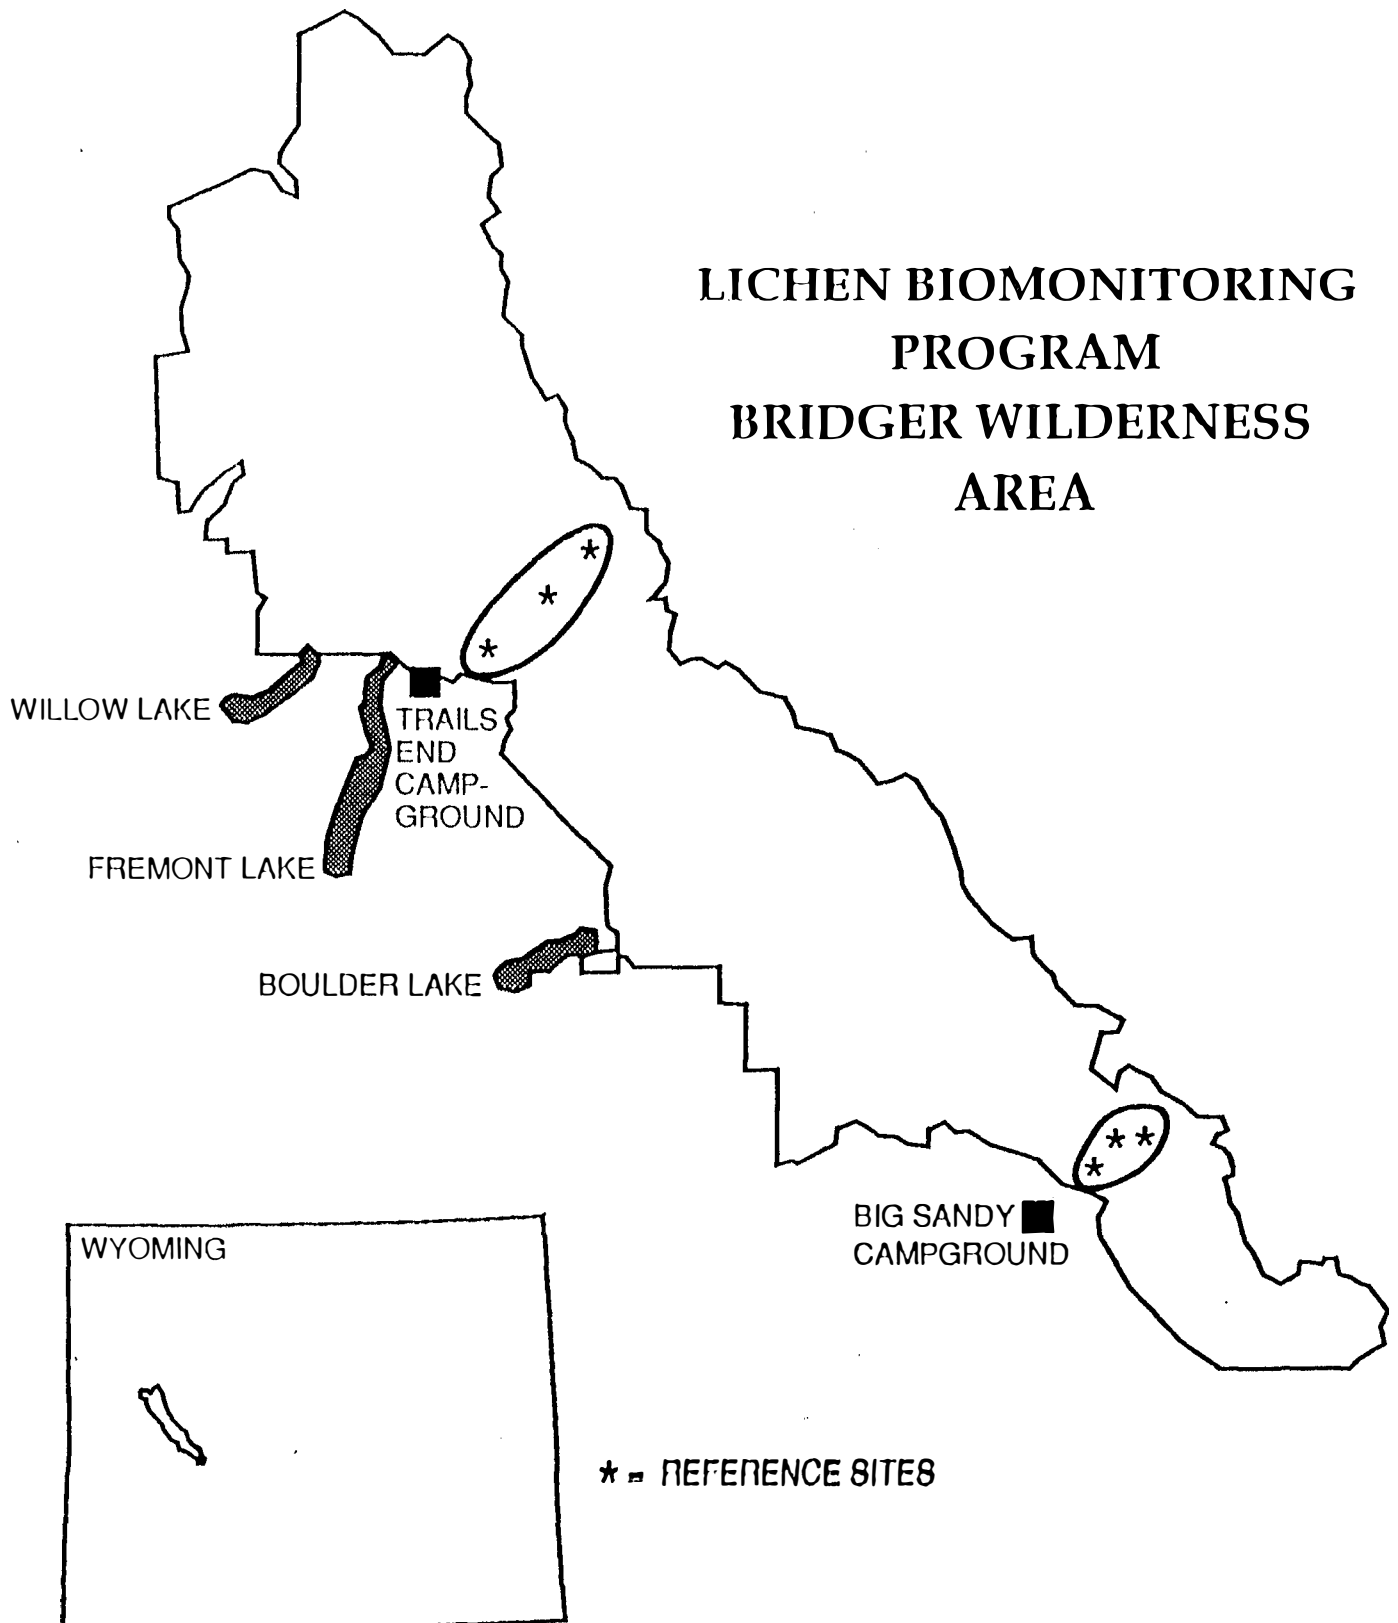 LICHEN BIOMONITORING
PROGRAM
BRIDGER WILDERNESS
AREA
*
*
*
WILLOW LAKE
TRAILS
END
CAMP-
GROUND
FREMONT LAKE
BOULDER LAKE
* *
*
BIG SANDY
CAMPGROUND
WYOMING
* = REFERENCE SITES